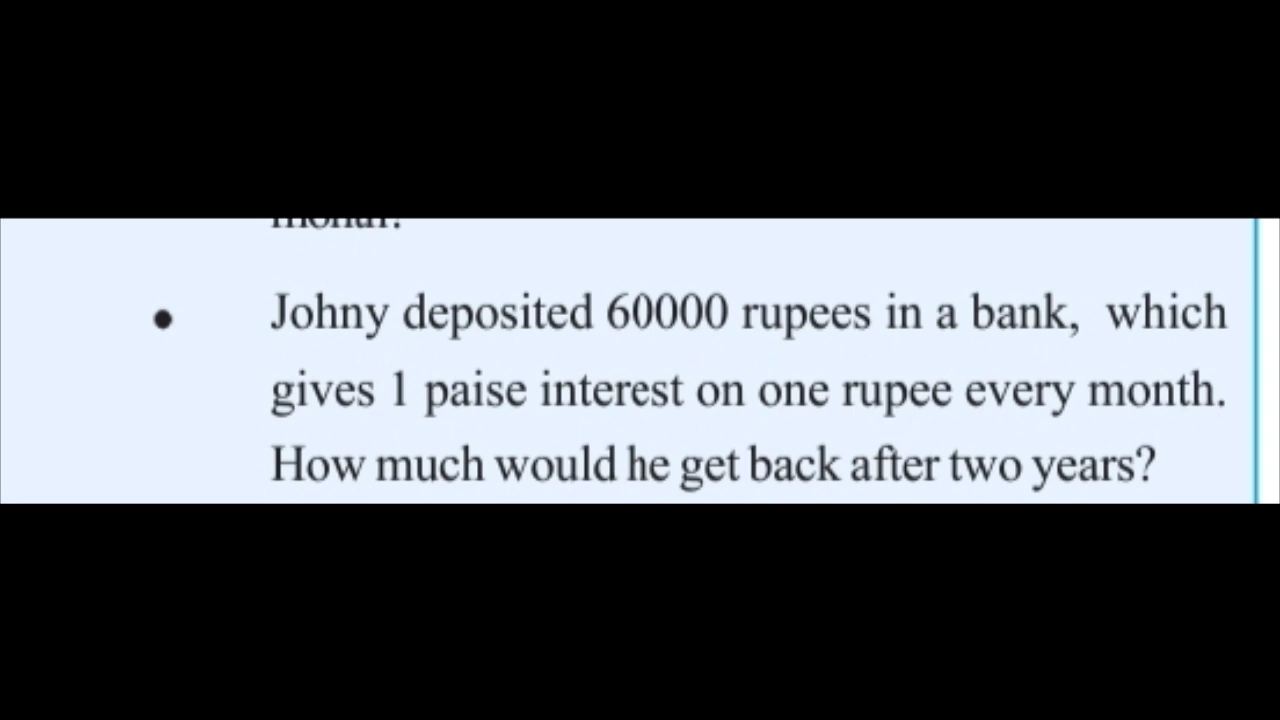 Johny deposited 60000 rupees in a bank, which
gives 1 paise interest on one rupee every month.
How much would he get back after two years?